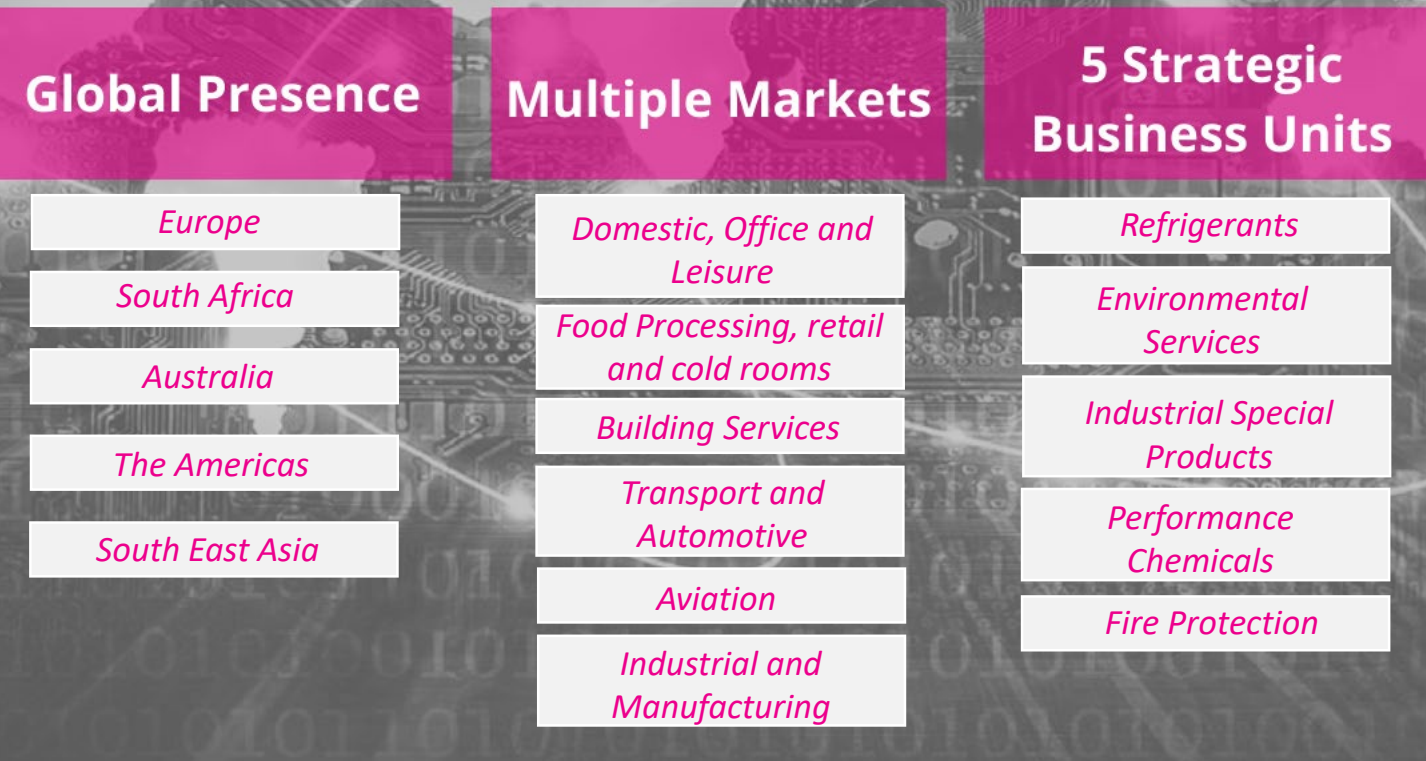 Global Presence
Europe
South Africa
Australia
The Americas
South East Asia
Multiple Markets
Domestic, Office and
Leisure
Food Processing, retail
and cold rooms
Building Services
Transport and
Automotive
Aviation
Industrial and
Manufacturing
5 Strategic
Business Units
Refrigerants
Environmental
Services
Industrial Special
Products
Performance
Chemicals
Fire Protection